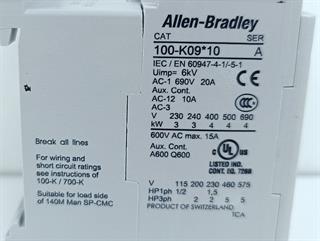 Allen-Bradley
CAT SER
100-K09*10 A
IEC / EN 60947-4-1/-5-1
Uimp= 6kV
AC-1 690V 20A
Aux. Cont.
AC-12 10A
AC-3
V 230 240 400 500 690
kW 3 3 4 4 4
600V AC max. 15A
Aux. Cont.
A600 Q600
LISTED IND.
CONT. EQ.
V 115 200 230 460 575
HP1ph 1/2 1,5
HP3ph 2 2 5 5
PRODUCT OF SWITZERLAND
TCA
Break all lines
For wiring and
short circuit ratings
see instructions of
100-K / 700-K
Suitable for load side
of 140M Man SP-CMC